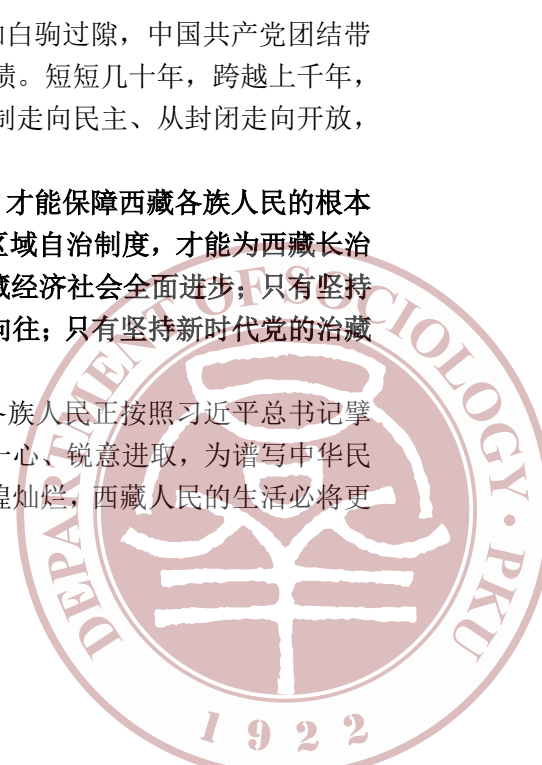 白驹过隙，中国共产党团结带
绩。短短几十年，跨越上千年，
制走向民主、从封闭走向开放，
才能保障西藏各族人民的根本
区域自治制度，才能为西藏长治
藏经济社会全面进步；只有坚持
向往；只有坚持新时代党的治藏
各族人民正按照习近平总书记擘
一心、锐意进取，为谱写中华民
煌灿烂，西藏人民的生活必将更
DEPARTMENT OF SOCIOLOGY · PKU
1922